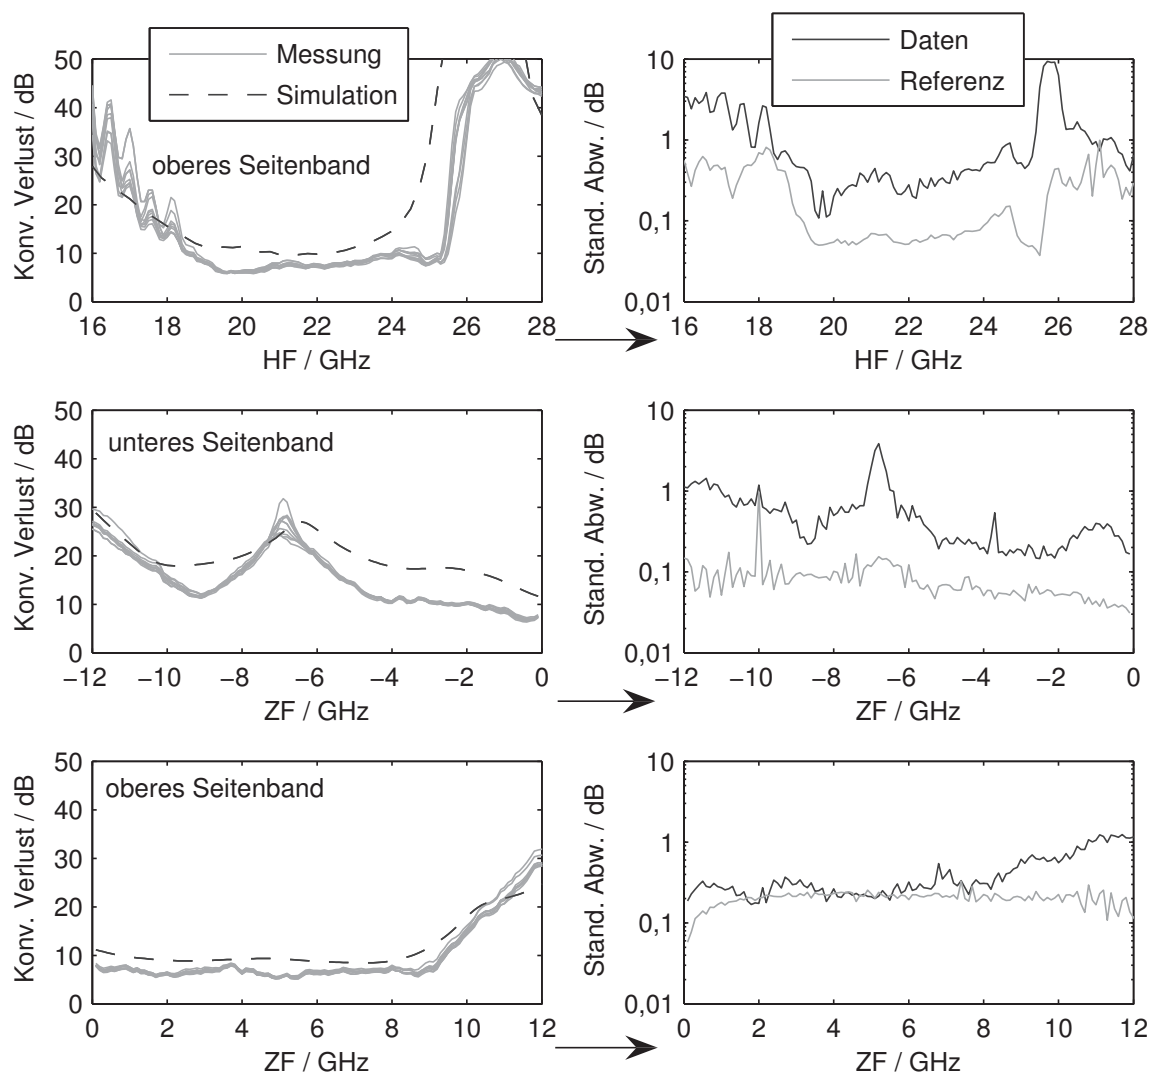 Messung
Simulation
oberes Seitenband
Konv. Verlust / dB
50
40
30
20
10
0
16 18 20 22 24 26 28
HF / GHz
Daten
Referenz
Stand. Abw. / dB
10
1
0,1
0,01
16 18 20 22 24 26 28
HF / GHz
unteres Seitenband
Konv. Verlust / dB
50
40
30
20
10
0
−12 −10 −8 −6 −4 −2 0
ZF / GHz
Stand. Abw. / dB
10
1
0,1
0,01
−12 −10 −8 −6 −4 −2 0
ZF / GHz
oberes Seitenband
Konv. Verlust / dB
50
40
30
20
10
0
0 2 4 6 8 10 12
ZF / GHz
Stand. Abw. / dB
10
1
0,1
0,01
0 2 4 6 8 10 12
ZF / GHz